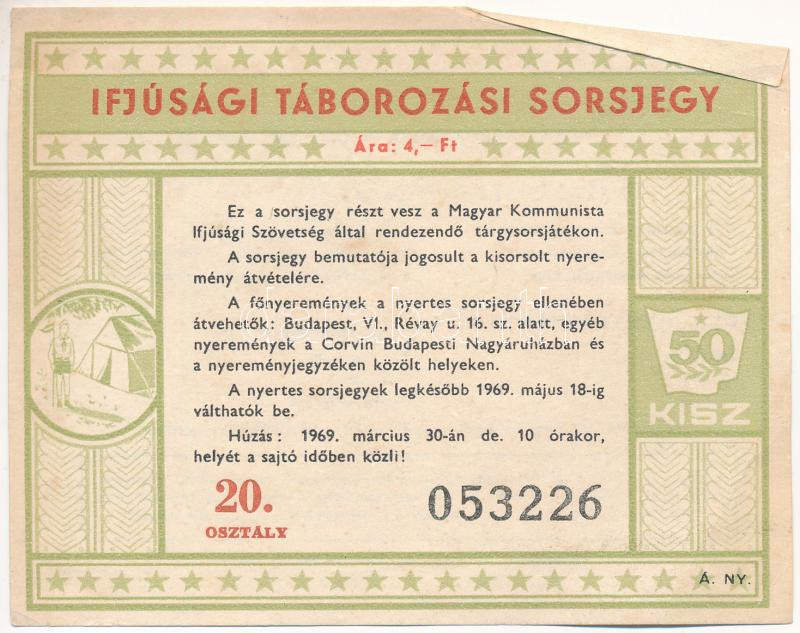 IFJÚSÁGI TÁBOROZÁSI SORSJEGY
Ára: 4,– Ft
Ez a sorsjegy részt vesz a Magyar Kommunista
Ifjúsági Szövetség által rendezendő tárgysorsjátékon.
A sorsjegy bemutatója jogosult a kisorsolt nyere-
mény átvételére.
A főnyeremények a nyertes sorsjegy ellenében
átvehetők: Budapest, VI., Révay u. 16. sz. alatt, egyéb
nyeremények a Corvin Budapesti Nagyáruházban és
a nyereményjegyzéken közölt helyeken.
A nyertes sorsjegyek legkésőbb 1969. május 18-ig
válthatók be.
Húzás: 1969. március 30-án de. 10 órakor,
helyét a sajtó időben közli!
50
KISZ
20.
OSZTÁLY
053226
Á. NY.